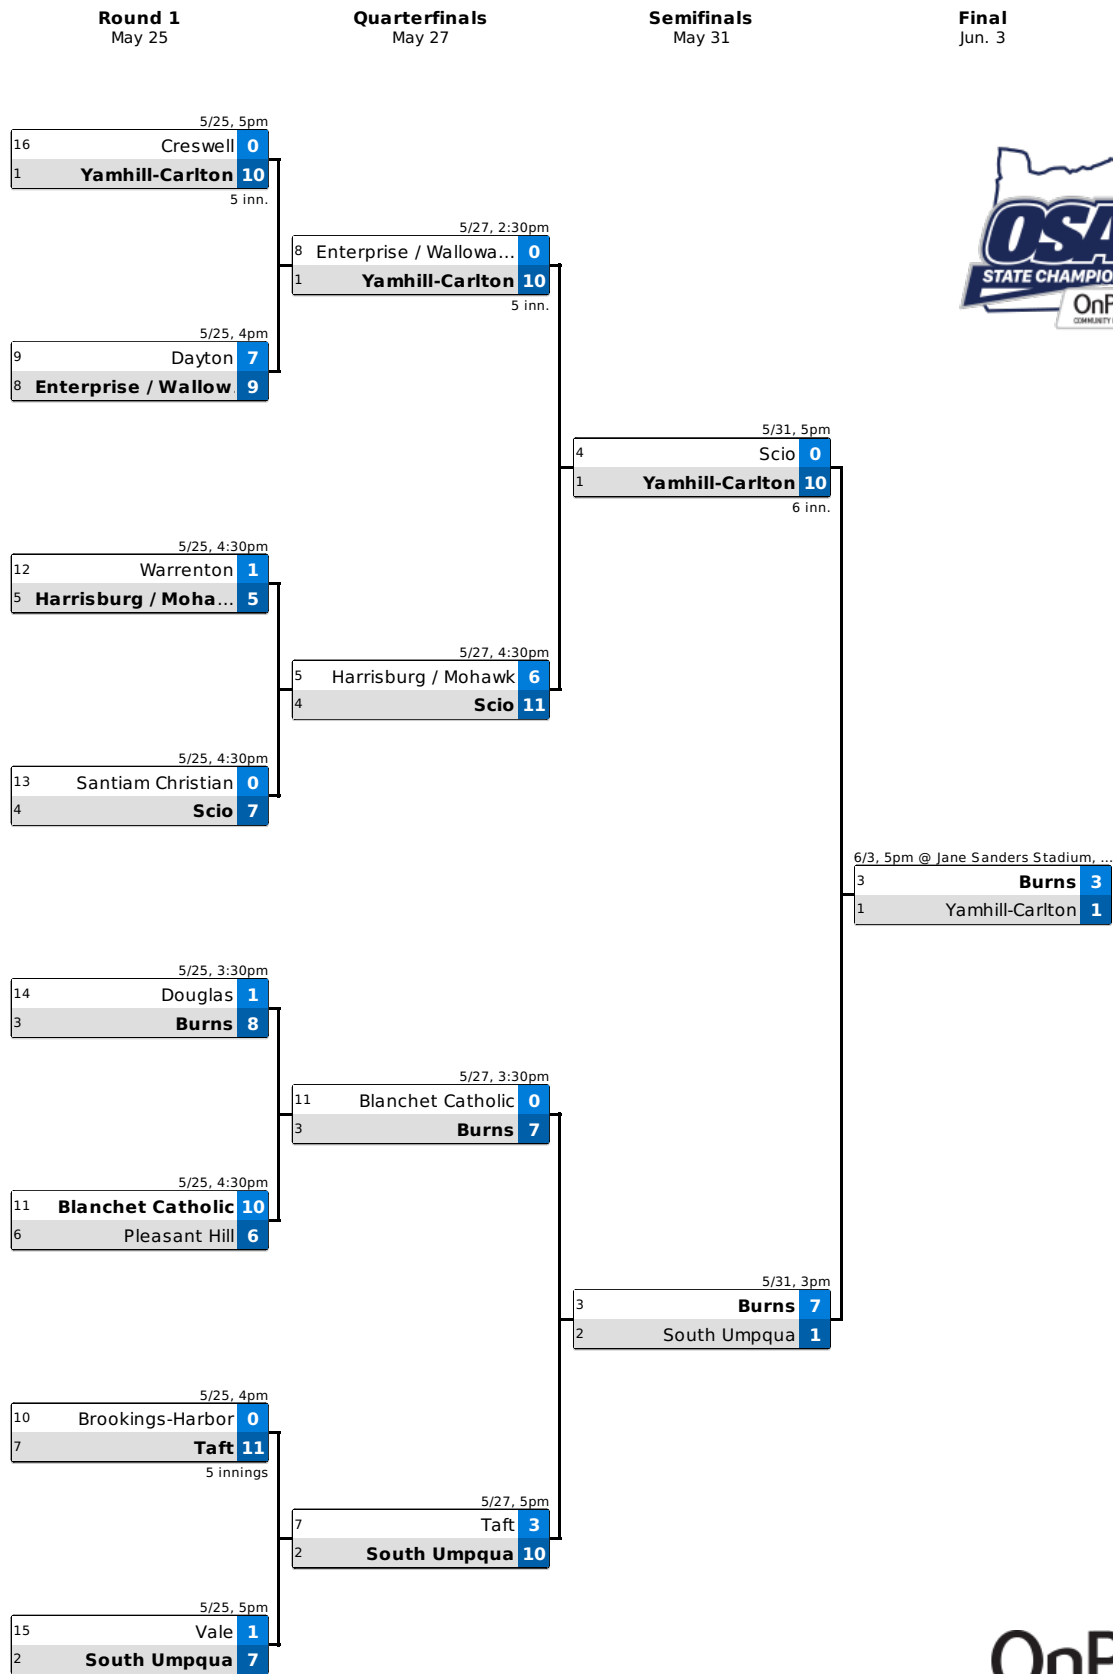 Round 1
May 25
Quarterfinals
May 27
Semifinals
May 31
Final
Jun. 3
5/25, 5pm
16 Creswell 0
1 Yamhill-Carlton 10
5 inn.
5/25, 4pm
9 Dayton 7
8 Enterprise / Wallow
9
5/25, 4:30pm
12 Warrenton 1
5 Harrisburg / Moha... 5
5/25, 4:30pm
13 Santiam Christian 0
4 Scio 7
5/25, 3:30pm
14 Douglas 1
3 Burns 8
5/25, 4:30pm
11 Blanchet Catholic 10
6 Pleasant Hill 6
5/25, 4pm
10 Brookings-Harbor 0
7 Taft 11
5 innings
5/25, 5pm
15 Vale 1
2 South Umpqua 7
5/27, 2:30pm
8 Enterprise / Wallowa... 0
1 Yamhill-Carlton 10
5 inn.
5/27, 4:30pm
5 Harrisburg / Mohawk 6
4 Scio 11
5/27, 3:30pm
11 Blanchet Catholic 0
3 Burns 7
5/27, 5pm
7 Taft 3
2 South Umpqua 10
5/31, 5pm
4 Scio 0
1 Yamhill-Carlton 10
6 inn.
5/31, 3pm
3 Burns 7
2 South Umpqua 1
6/3, 5pm @ Jane Sanders Stadium, ...
3 Burns 3
1 Yamhill-Carlton 1
OSA
STATE CHAMPIO
OnP
COMMUNITY
OnP